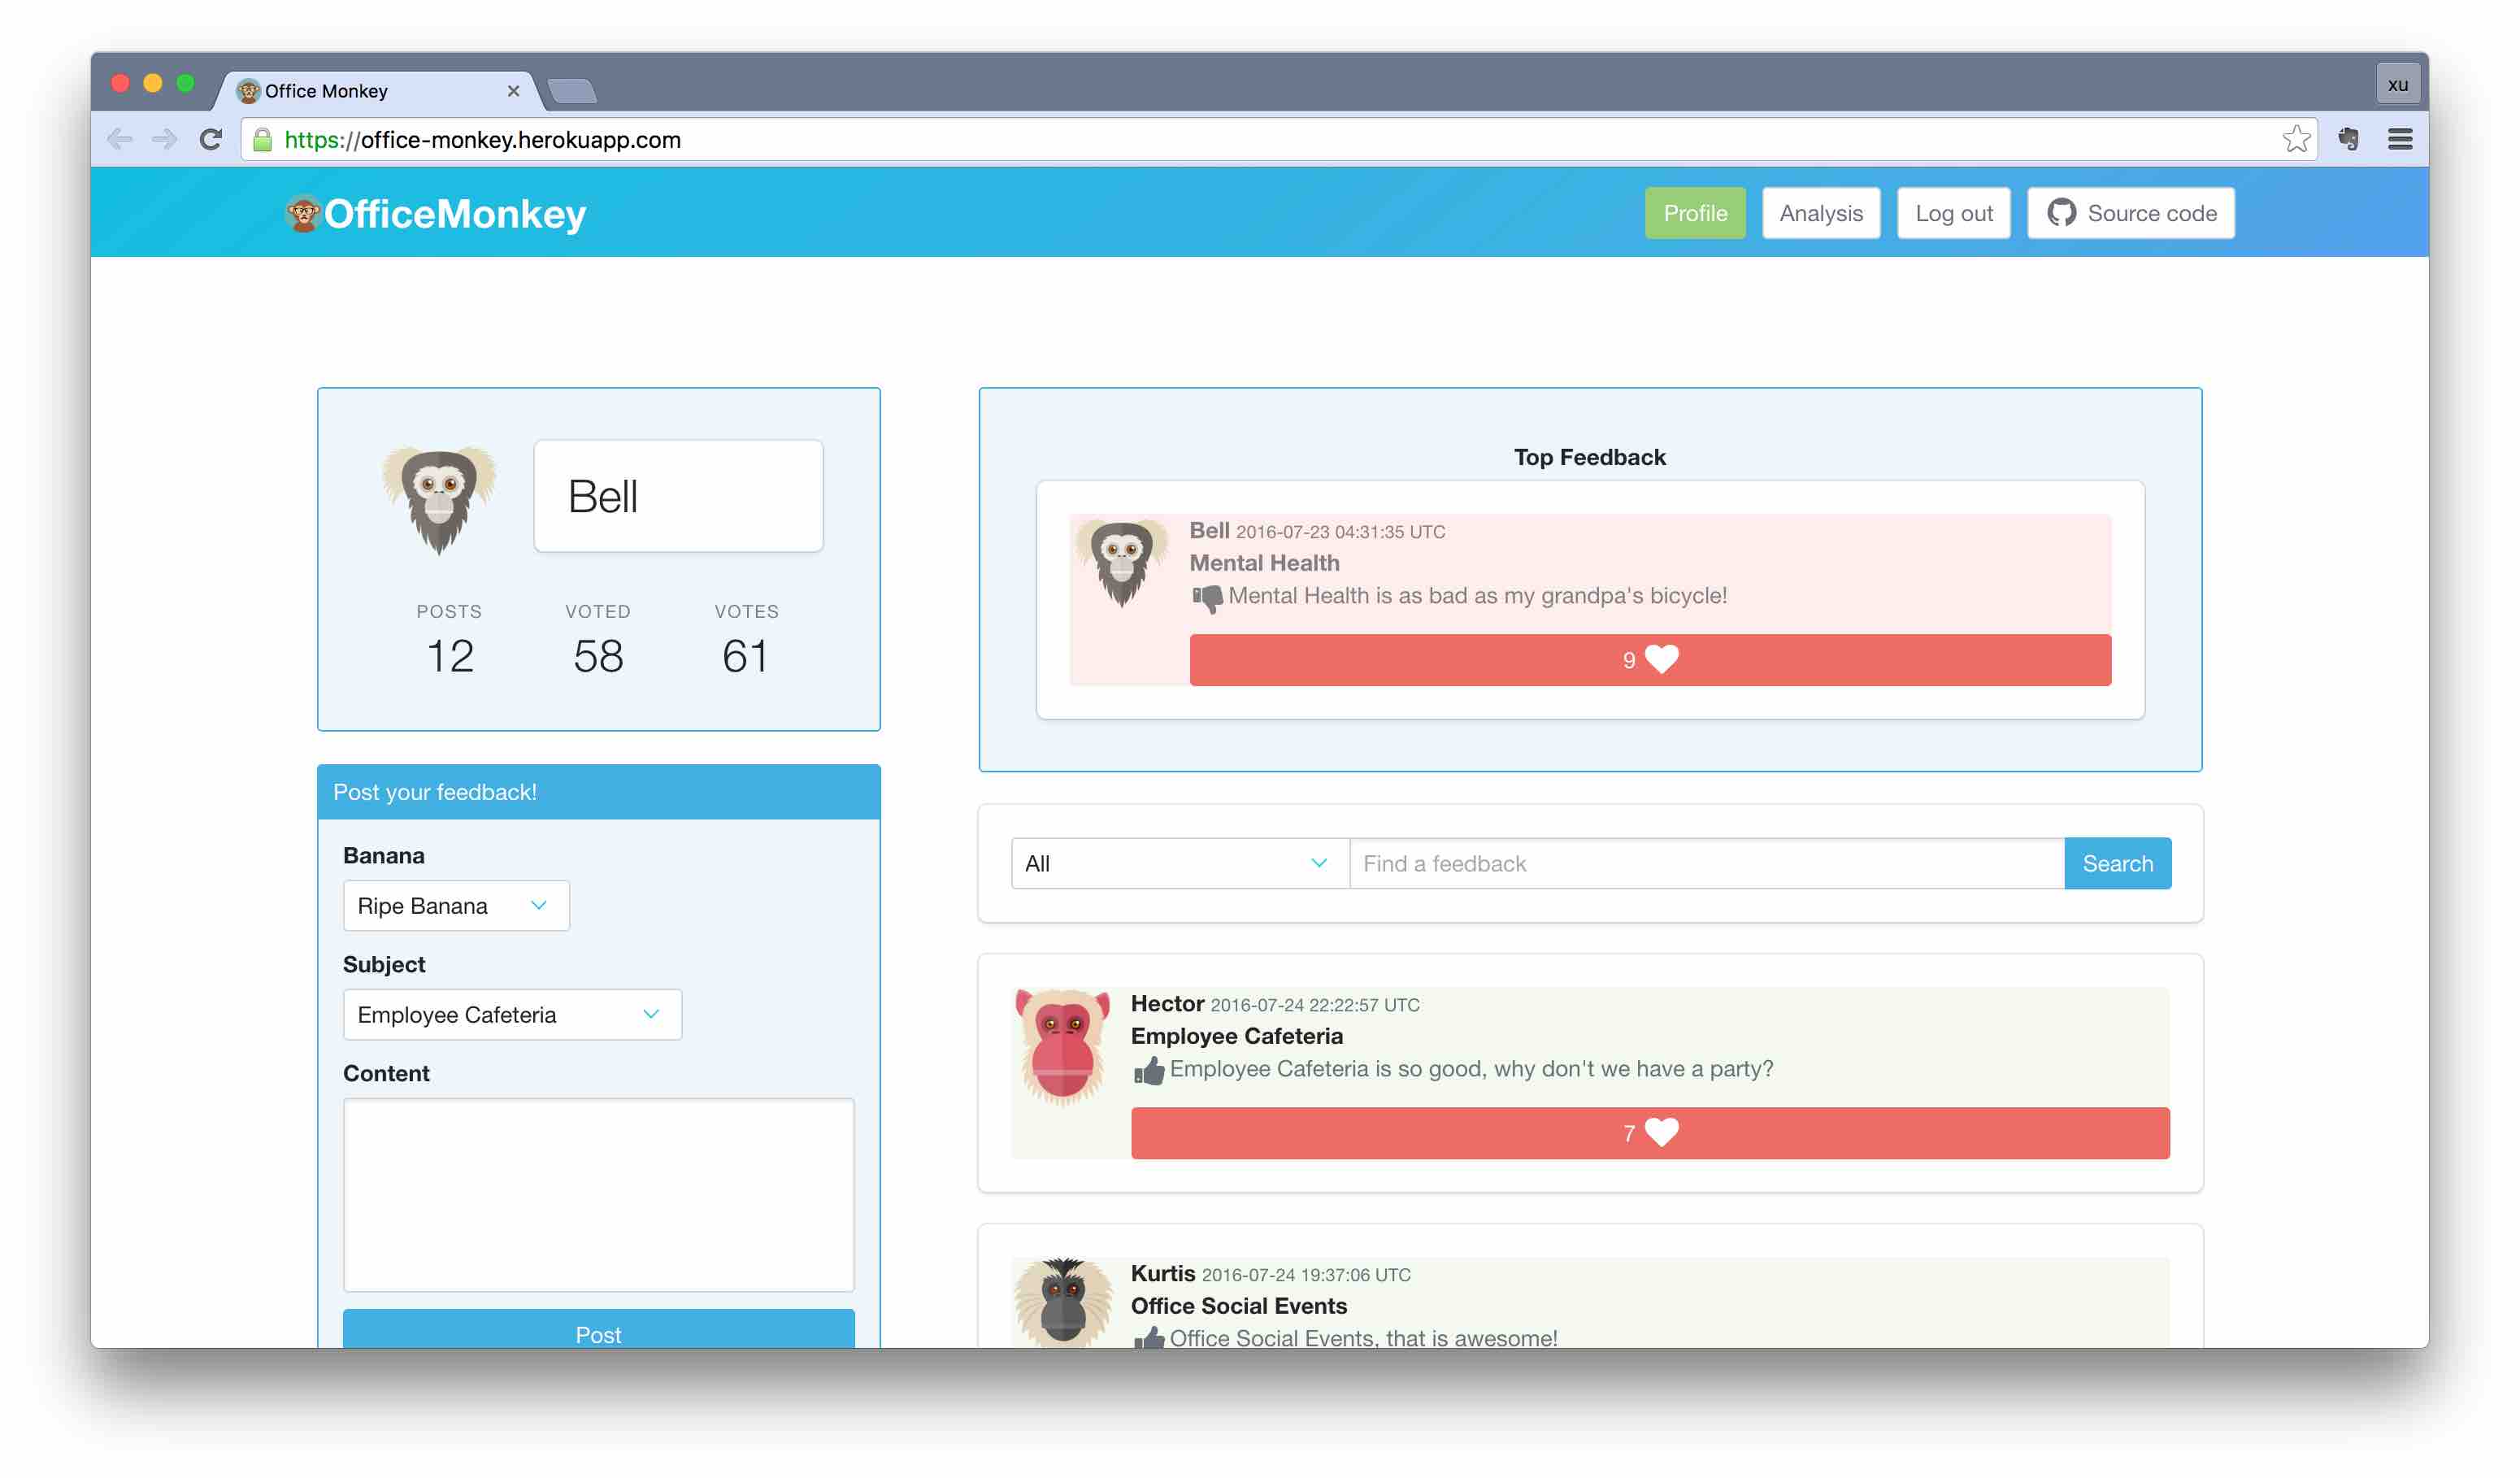 Office Monkey
xu
https://office-monkey.herokuapp.com
OfficeMonkey
Profile
Analysis
Log out
Source code
Bell
POSTS
VOTED
VOTES
12
58
61
Post your feedback!
Banana
Ripe Banana
Subject
Employee Cafeteria
Content
Post
Top Feedback
Bell 2016-07-23 04:31:35 UTC
Mental Health
Mental Health is as bad as my grandpa's bicycle!
9
All
Find a feedback
Search
Hector 2016-07-24 22:22:57 UTC
Employee Cafeteria
Employee Cafeteria is so good, why don't we have a party?
7
Kurtis 2016-07-24 19:37:06 UTC
Office Social Events
Office Social Events, that is awesome!